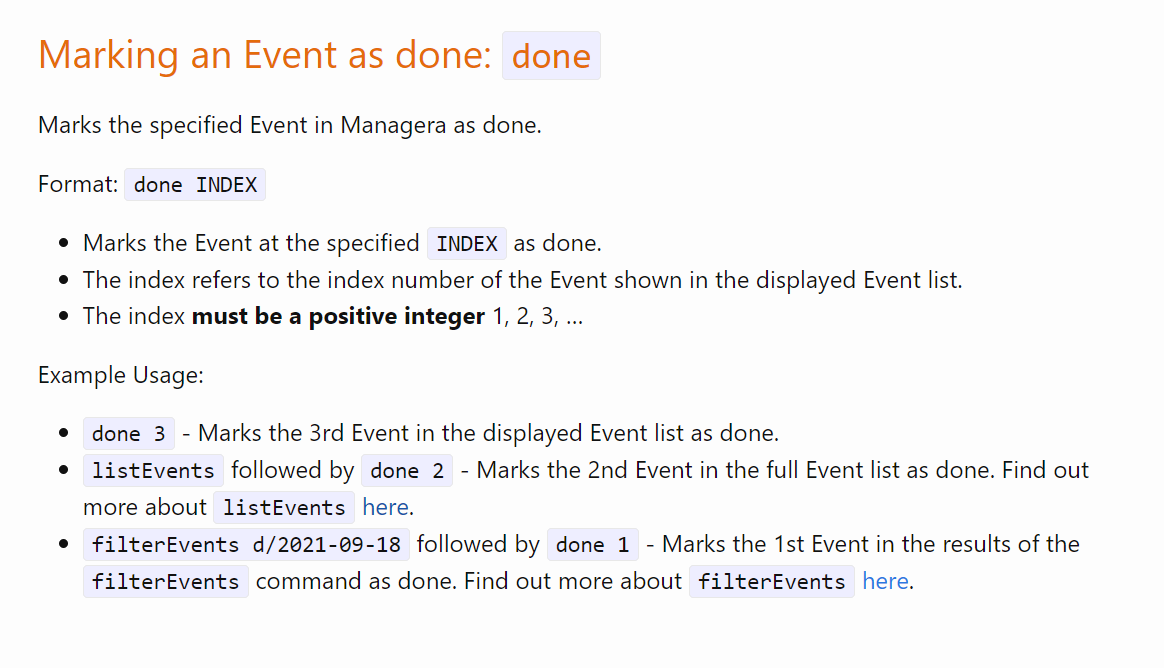 Marking an Event as done: done
Marks the specified Event in Managera as done.
Format: done INDEX
• Marks the Event at the specified INDEX as done.
• The index refers to the index number of the Event shown in the displayed Event list.
• The index must be a positive integer 1, 2, 3, …
Example Usage:
• done 3 - Marks the 3rd Event in the displayed Event list as done.
• listEvents followed by done 2 - Marks the 2nd Event in the full Event list as done. Find out
more about listEvents here.
• filterEvents d/2021-09-18 followed by done 1 - Marks the 1st Event in the results of the
filterEvents command as done. Find out more about filterEvents here.